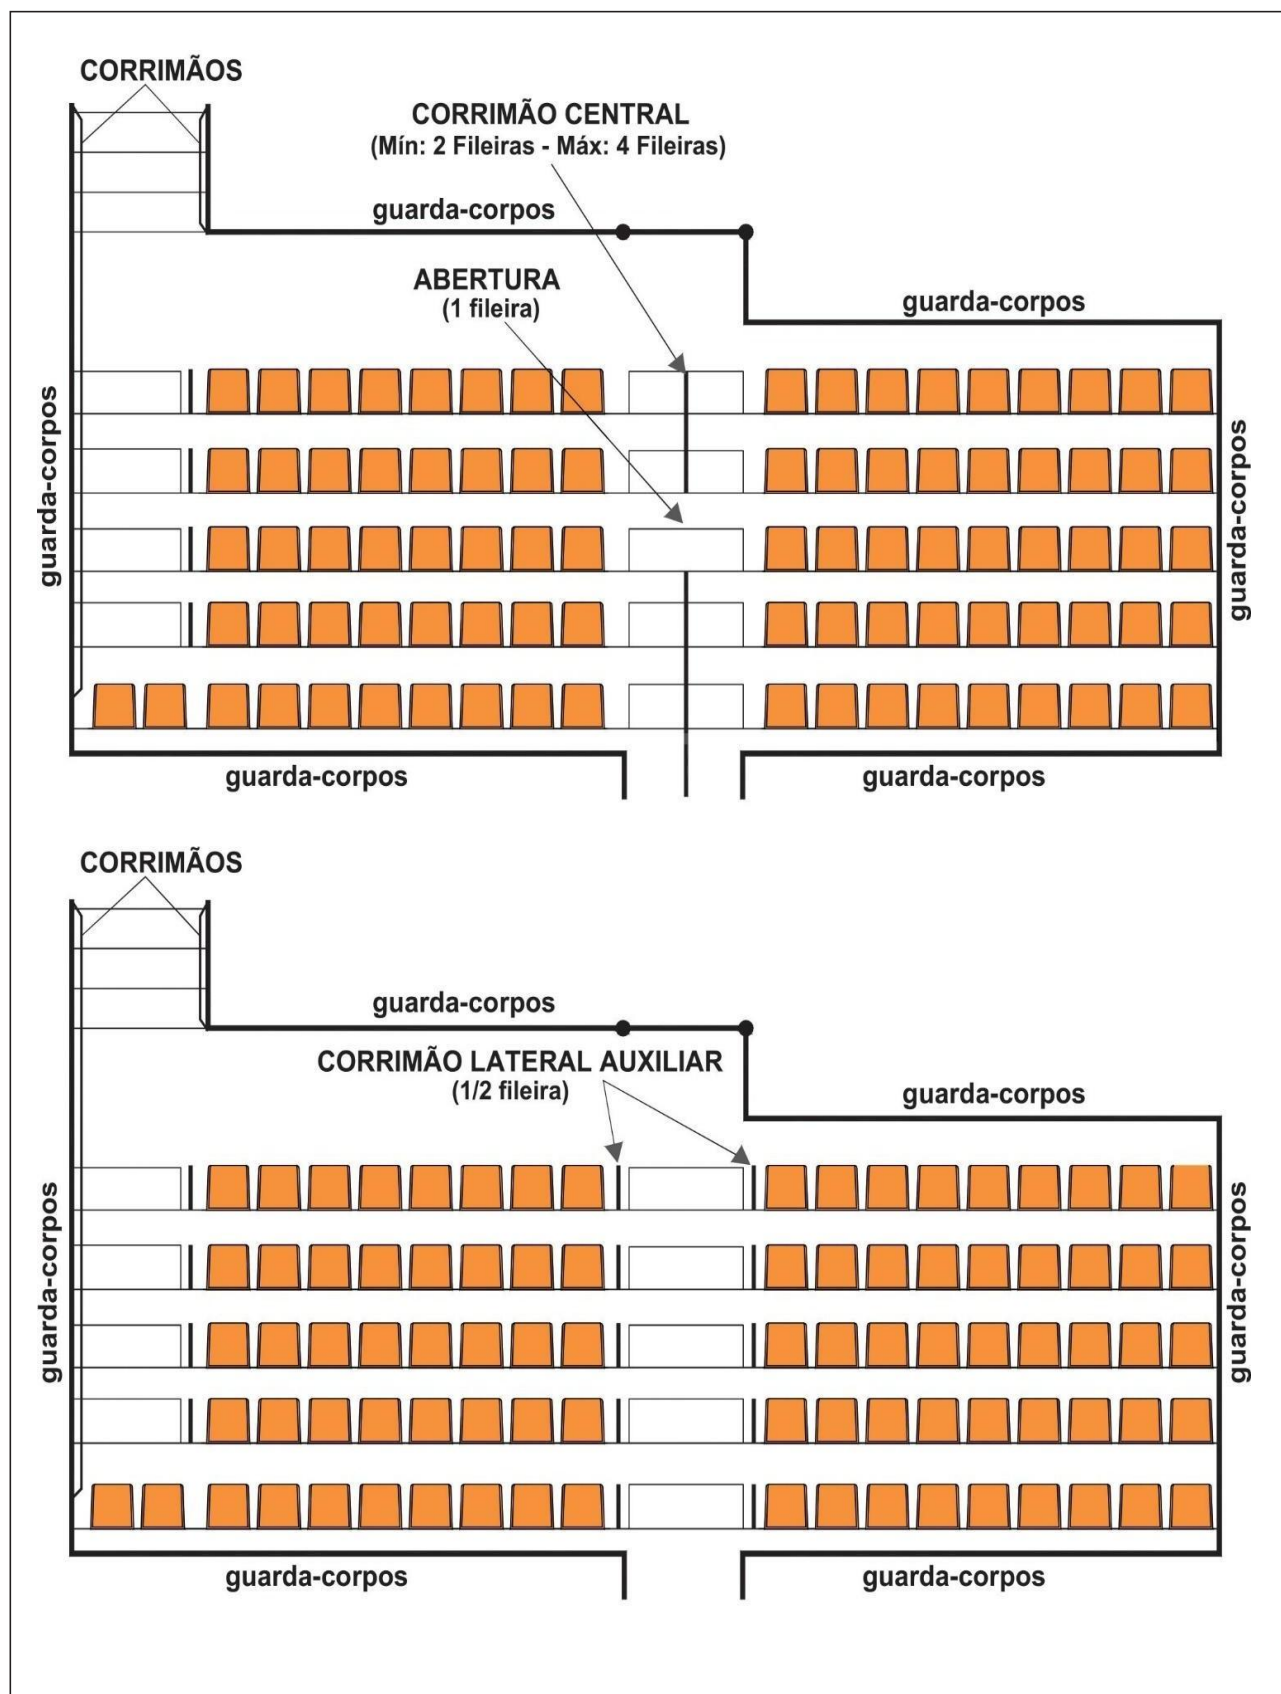 CORRIMÃOS
CORRIMÃO CENTRAL
(Mín: 2 Fileiras - Máx: 4 Fileiras)
guarda-corpos
ABERTURA
(1 fileira)
guarda-corpos
guarda-corpos
guarda-corpos
guarda-corpos
guarda-corpos
CORRIMÃOS
guarda-corpos
CORRIMÃO LATERAL AUXILIAR
(1/2 fileira)
guarda-corpos
guarda-corpos
guarda-corpos
guarda-corpos
guarda-corpos